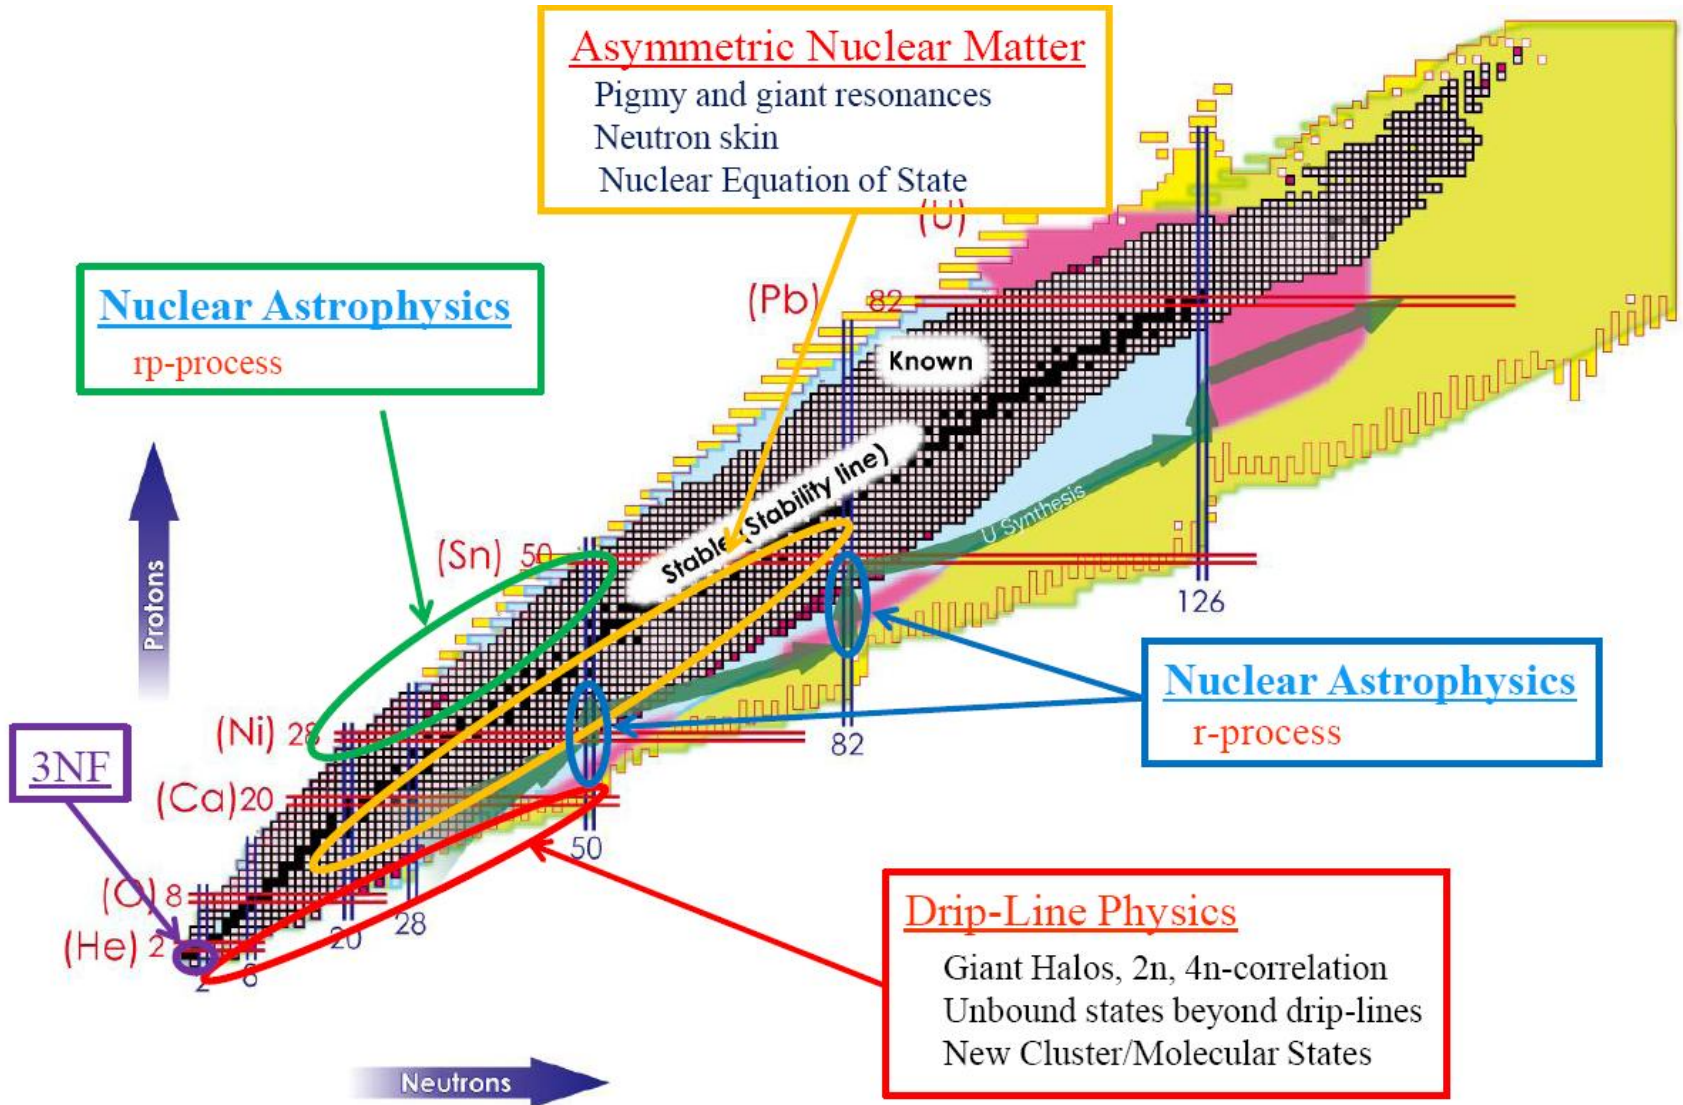 Asymmetric Nuclear Matter
Pigmy and giant resonances
Neutron skin
Nuclear Equation of State
(U)
Nuclear Astrophysics
rp-process
(Pb)
82
Known
Stable (Stability line)
U Synthesis
(Sn) 50
126
Protons
Nuclear Astrophysics
r-process
(Ni) 28
82
3NF
(Ca) 20
50
(O) 8
28
20
(He) 2
8
2
Drip-Line Physics
Giant Halos, 2n, 4n-correlation
Unbound states beyond drip-lines
New Cluster/Molecular States
Neutrons